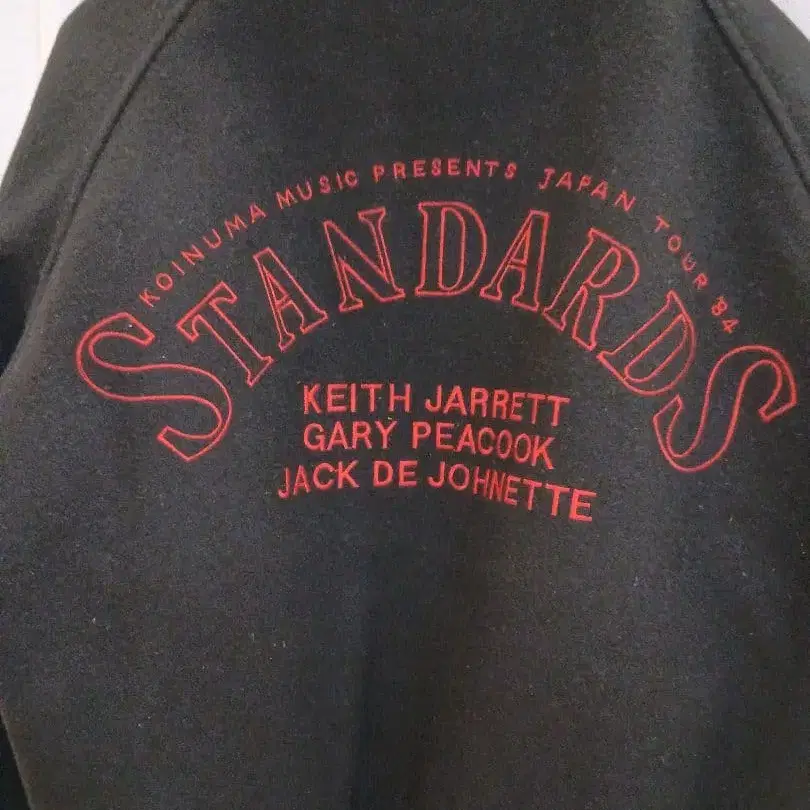 KOINUMA MUSIC PRESENTS JAPAN TOUR '84
STANDARDS
KEITH JARRETT
GARY PEACOOK
JACK DE JOHNETTE